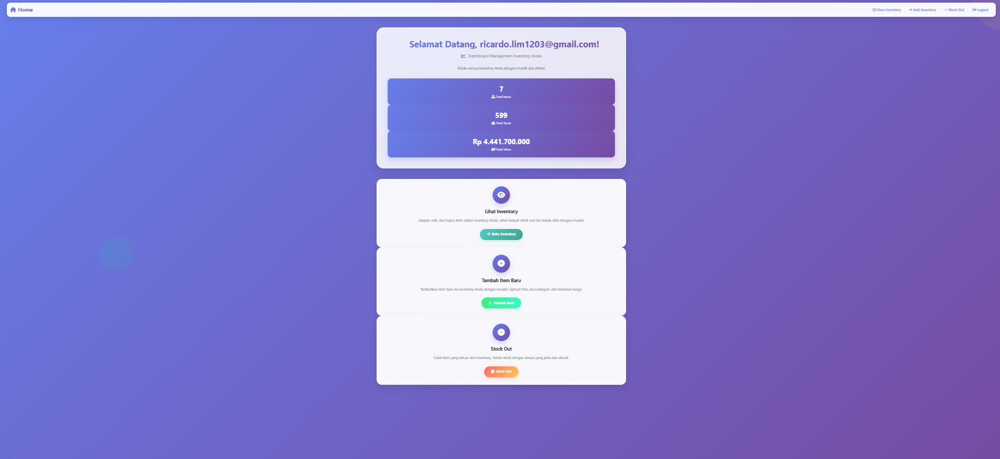 Home
View Inventory
Add Inventory
Stock Out
Logout
Selamat Datang, ricardo.lim1203@gmail.com!
Dashboard Manajemen Inventory Anda
Kelola semua inventory Anda dengan mudah dan efisien
7
Total Items
599
Total Stock
Rp 4.441.700.000
Total Value
Lihat Inventory
Jelajahi, edit, dan hapus item dalam inventory Anda. Lihat riwayat stock out dan kelola data dengan mudah.
Buka Inventory
Tambah Item Baru
Tambahkan item baru ke inventory Anda dengan mudah. Upload foto, atur kategori, dan tentukan harga.
Tambah Item
Stock Out
Catat item yang keluar dari inventory. Kelola stock dengan alasan yang jelas dan akurat.
Stock Out